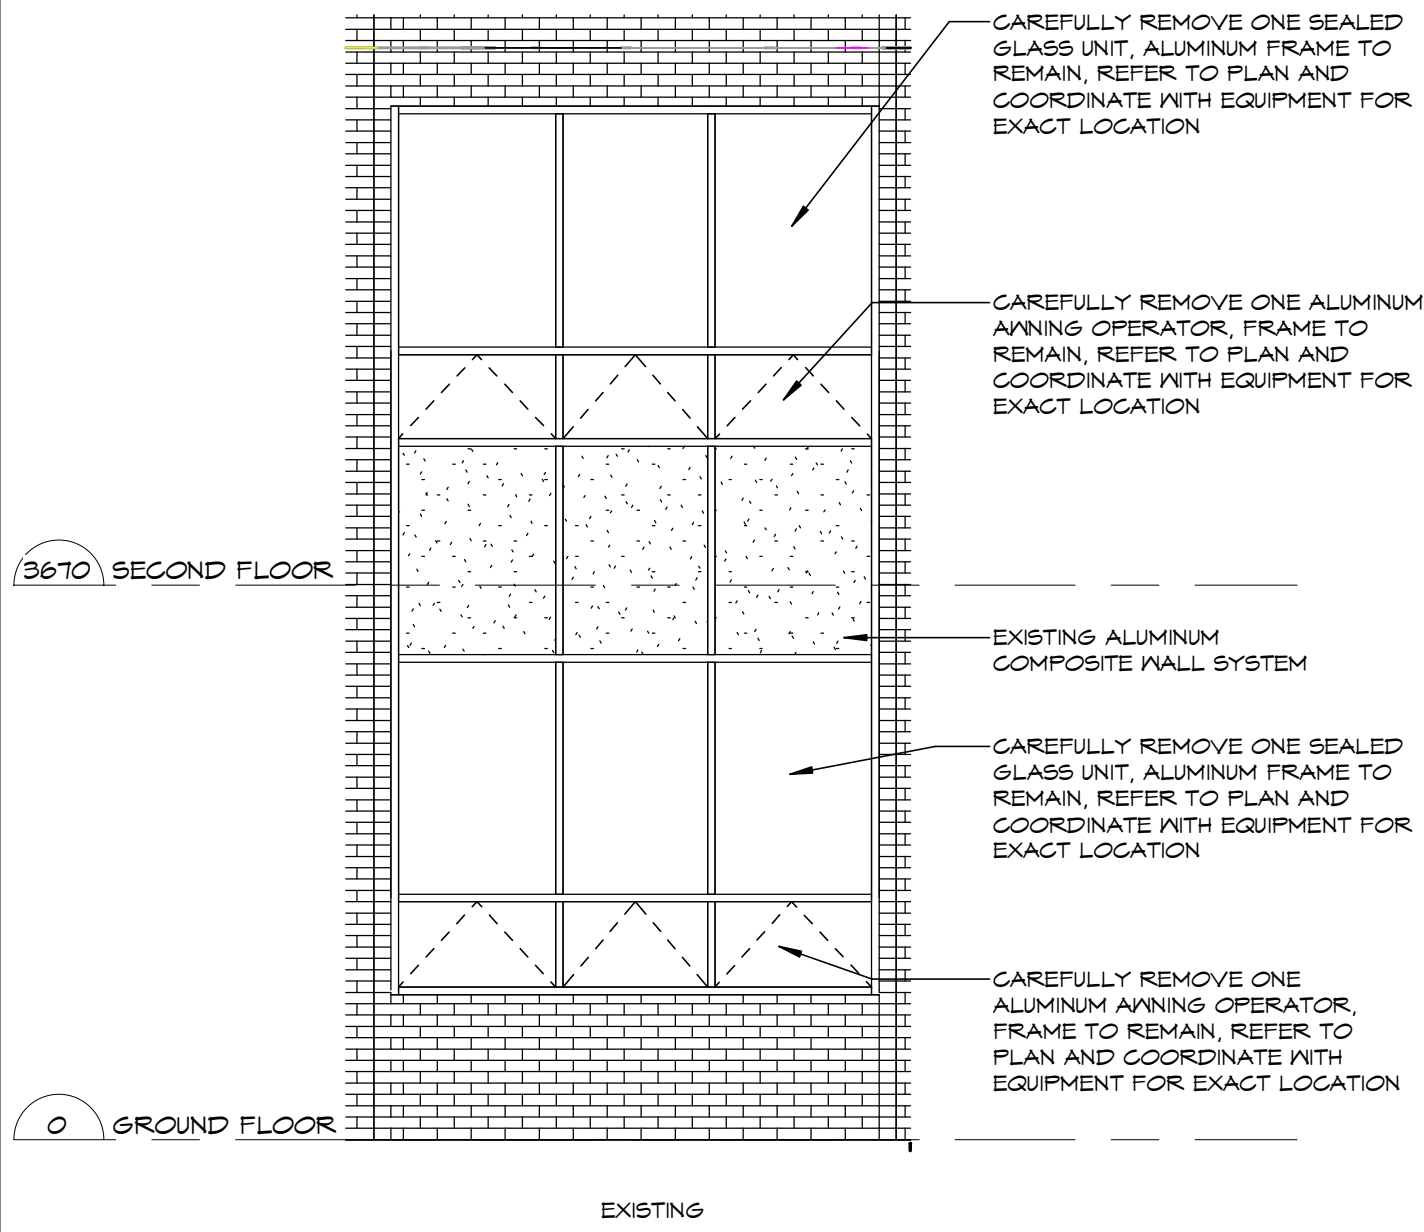 CAREFULLY REMOVE ONE SEALED
GLASS UNIT, ALUMINUM FRAME TO
REMAIN, REFER TO PLAN AND
COORDINATE WITH EQUIPMENT FOR
EXACT LOCATION
CAREFULLY REMOVE ONE ALUMINUM
AWNING OPERATOR, FRAME TO
REMAIN, REFER TO PLAN AND
COORDINATE WITH EQUIPMENT FOR
EXACT LOCATION
3670 SECOND FLOOR
EXISTING ALUMINUM
COMPOSITE WALL SYSTEM
CAREFULLY REMOVE ONE SEALED
GLASS UNIT, ALUMINUM FRAME TO
REMAIN, REFER TO PLAN AND
COORDINATE WITH EQUIPMENT FOR
EXACT LOCATION
CAREFULLY REMOVE ONE
ALUMINUM AWNING OPERATOR,
FRAME TO REMAIN, REFER TO
PLAN AND COORDINATE WITH
EQUIPMENT FOR EXACT LOCATION
0 GROUND FLOOR
EXISTING